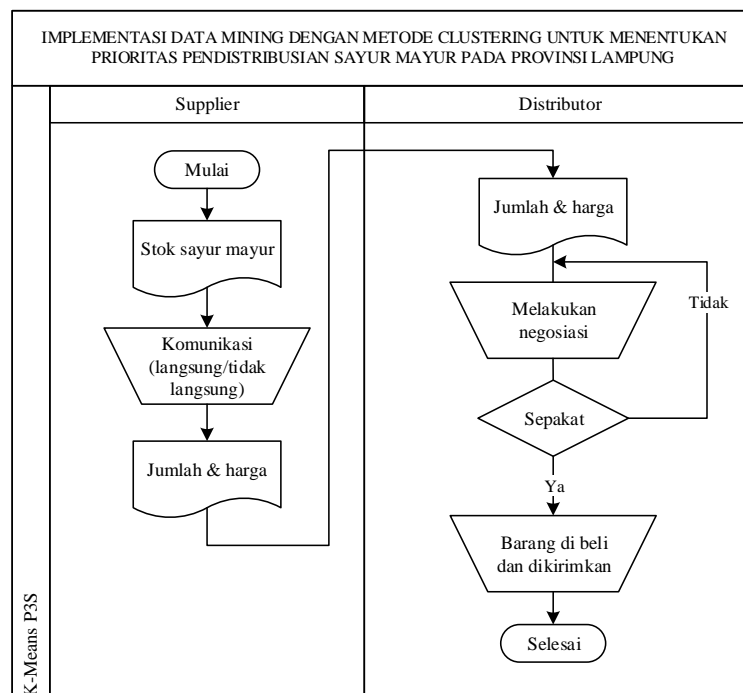 IMPLEMENTASI DATA MINING DENGAN METODE CLUSTERING UNTUK MENENTUKAN
PRIORITAS PENDISTRIBUSIAN SAYUR MAYUR PADA PROVINSI LAMPUNG
Supplier
Distributor
Mulai
Stok sayur mayur
Komunikasi
(langsung/tidak
langsung)
Jumlah & harga
Jumlah & harga
Melakukan
negosiasi
Tidak
Sepakat
Ya
Barang di beli
dan dikirimkan
Selesai
K-Means P3S